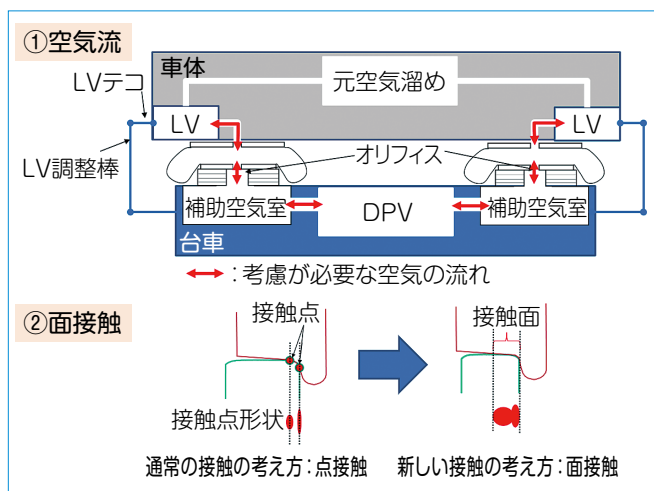 ①空気流
車体
LVテコ
元空気溜め
LV
LV
LV調整棒
オリフィス
補助空気室
DPV
補助空気室
台車
：考慮が必要な空気の流れ
②面接触
接触点
接触面
接触点形状
通常の接触の考え方：点接触
新しい接触の考え方：面接触